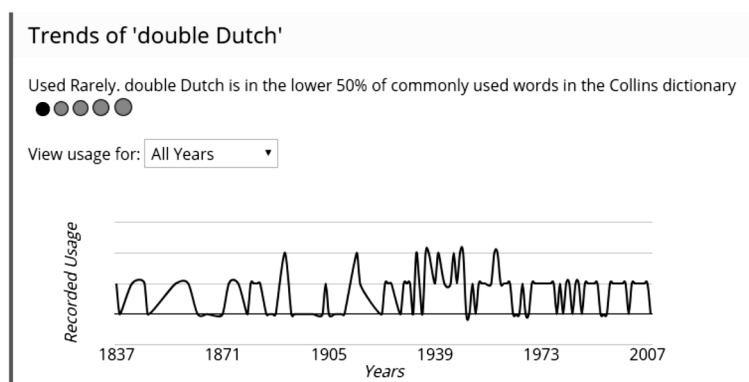 Trends of 'double Dutch'
Used Rarely. double Dutch is in the lower 50% of commonly used words in the Collins dictionary
View usage for: All Years
Recorded Usage
1837 1871 1905 1939 1973 2007
Years